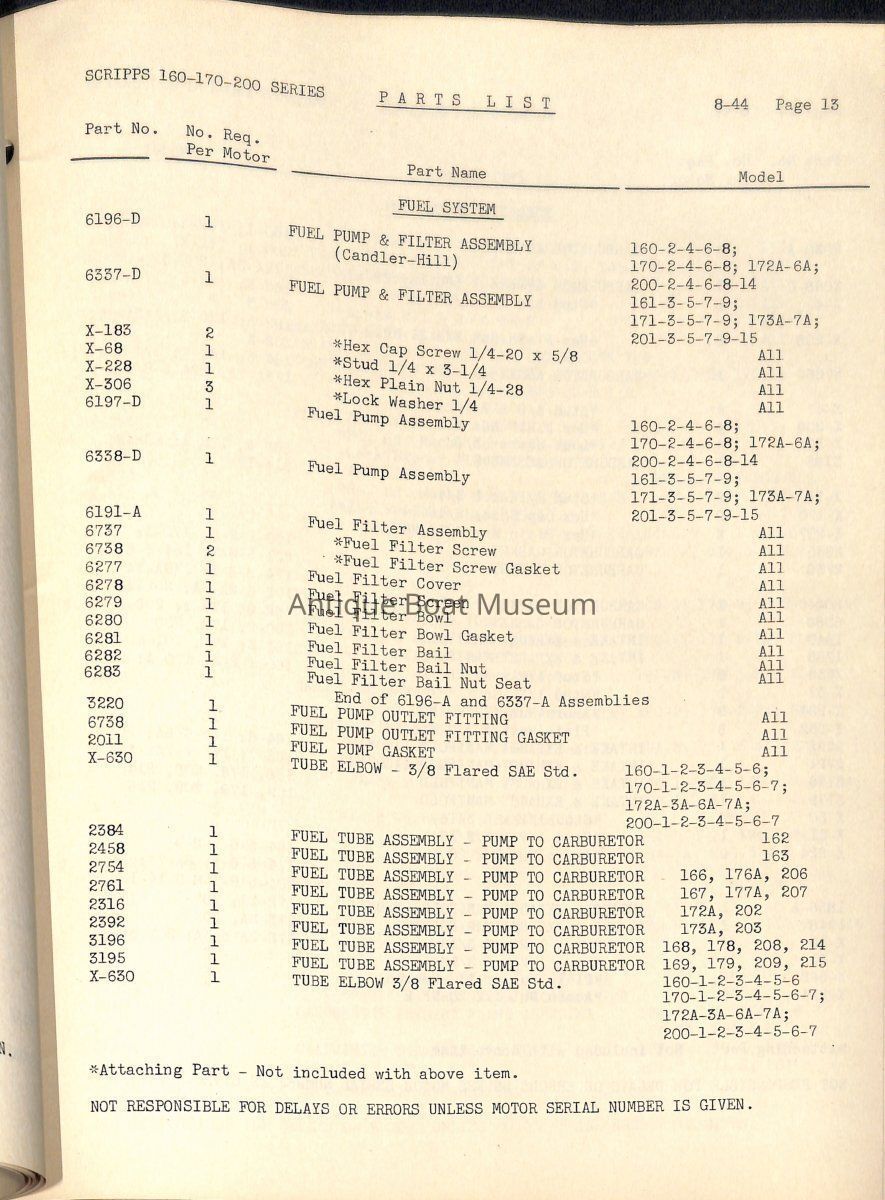 SCRIPPS 160-170-200 SERIES
PARTS LIST
8-44 Page 13
Part No. No. Req. Per Motor Part Name Model
FUEL SYSTEM
6196-D 1 FUEL PUMP & FILTER ASSEMBLY 160-2-4-6-8;
(Candler-Hill) 170-2-4-6-8; 172A-6A;
200-2-4-6-8-14
6337-D 1 FUEL PUMP & FILTER ASSEMBLY 161-3-5-7-9;
171-3-5-7-9; 173A-7A;
201-3-5-7-9-15
X-183 2 *Hex Cap Screw 1/4-20 x 5/8 All
X-68 1 *Stud 1/4 x 3-1/4 All
X-228 1 *Hex Plain Nut 1/4-28 All
X-306 3 *Lock Washer 1/4 All
6197-D 1 Fuel Pump Assembly 160-2-4-6-8;
170-2-4-6-8; 172A-6A;
200-2-4-6-8-14
6338-D 1 Fuel Pump Assembly 161-3-5-7-9;
171-3-5-7-9; 173A-7A;
201-3-5-7-9-15
6191-A 1 Fuel Filter Assembly All
6737 1 *Fuel Filter Screw All
6738 2 *Fuel Filter Screw Gasket All
6277 1 Fuel Filter Cover All
6278 1 Fuel Filter Screen All
Antique Boat Museum
6279 1 Fuel Filter Bowl All
6280 1 Fuel Filter Bowl Gasket All
6281 1 Fuel Filter Bail All
6282 1 Fuel Filter Bail Nut All
6283 1 Fuel Filter Bail Nut Seat All
End of 6196-A and 6337-A Assemblies
3220 1 FUEL PUMP OUTLET FITTING All
6738 1 FUEL PUMP OUTLET FITTING GASKET All
2011 1 FUEL PUMP GASKET All
X-630 1 TUBE ELBOW - 3/8 Flared SAE Std. 160-1-2-3-4-5-6;
170-1-2-3-4-5-6-7;
172A-3A-6A-7A;
200-1-2-3-4-5-6-7
2384 1 FUEL TUBE ASSEMBLY - PUMP TO CARBURETOR 162
2458 1 FUEL TUBE ASSEMBLY - PUMP TO CARBURETOR 163
2754 1 FUEL TUBE ASSEMBLY - PUMP TO CARBURETOR 166, 176A, 206
2761 1 FUEL TUBE ASSEMBLY - PUMP TO CARBURETOR 167, 177A, 207
2316 1 FUEL TUBE ASSEMBLY - PUMP TO CARBURETOR 172A, 202
2392 1 FUEL TUBE ASSEMBLY - PUMP TO CARBURETOR 173A, 203
3196 1 FUEL TUBE ASSEMBLY - PUMP TO CARBURETOR 168, 178, 208, 214
3195 1 FUEL TUBE ASSEMBLY - PUMP TO CARBURETOR 169, 179, 209, 215
X-630 1 TUBE ELBOW 3/8 Flared SAE Std. 160-1-2-3-4-5-6
170-1-2-3-4-5-6-7;
172A-3A-6A-7A;
200-1-2-3-4-5-6-7
N.
*Attaching Part - Not included with above item.
NOT RESPONSIBLE FOR DELAYS OR ERRORS UNLESS MOTOR SERIAL NUMBER IS GIVEN.